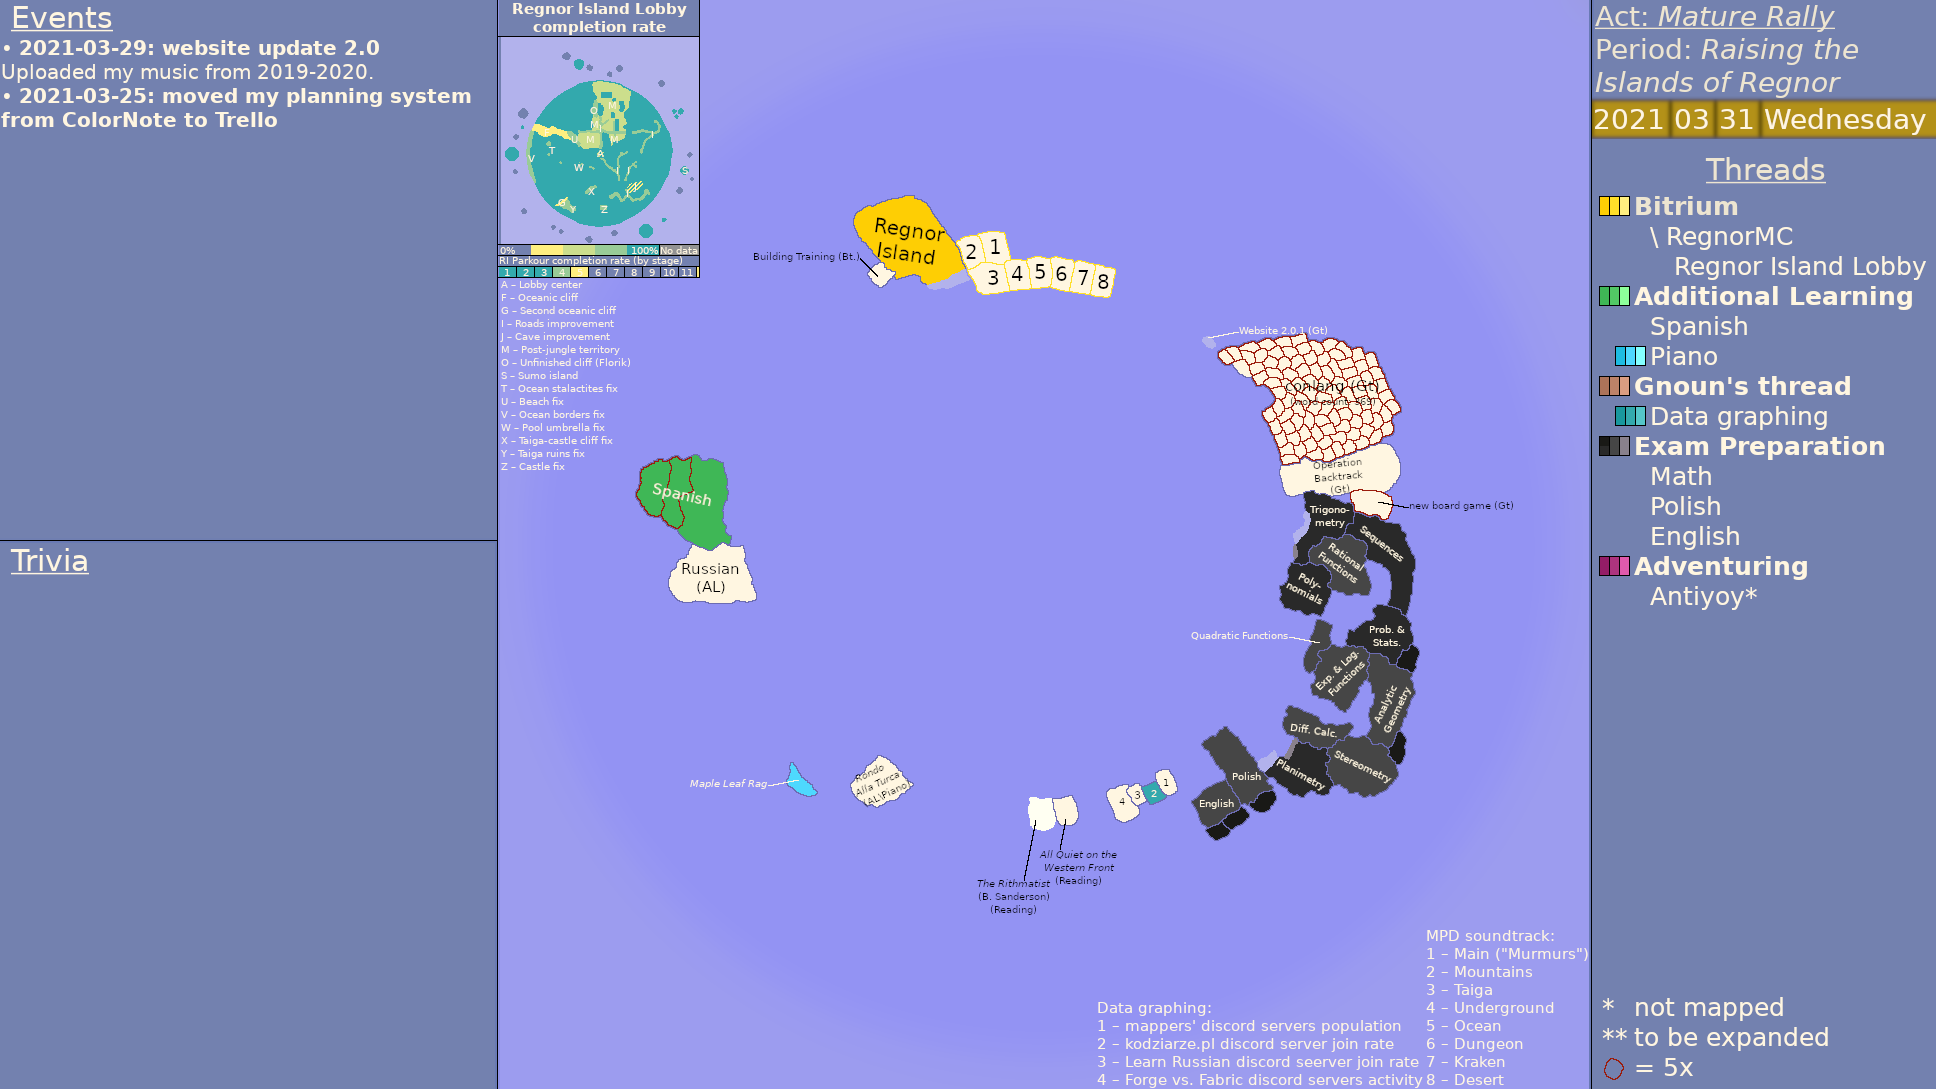 Events
• 2021-03-29: website update 2.0
Uploaded my music from 2019-2020.
• 2021-03-25: moved my planning system
from ColorNote to Trello
Trivia
Regnor Island Lobby
completion rate
O
M
M
I
U
M
M
T
A
V
W
I
J
S
X
G
Y
Z
0%
100%
No data
RI Parkour completion rate (by stage)
1 2 3 4 5 6 7 8 9 10 11
A – Lobby center
F – Oceanic cliff
G – Second oceanic cliff
I – Roads improvement
J – Cave improvement
M – Post-jungle territory
O – Unfinished cliff (Florik)
S – Sumo island
T – Ocean stalactites fix
U – Beach fix
V – Ocean borders fix
W – Pool umbrella fix
X – Taiga-castle cliff fix
Y – Taiga ruins fix
Z – Castle fix
Regnor
Island
Building Training (Bt.)
2 1
3 4 5 6 7 8
Website 2.0.1 (Gt)
conlang (Gt)
(word count: 365)
Operation
Backtrack
(Gt)
new board game (Gt)
Trigono-
metry
Sequences
Rational
Functions
Poly-
nomials
Prob. &
Stats.
Quadratic Functions
Exp. & Log.
Functions
Analytic
Geometry
Diff. Calc.
Planimetry
Stereometry
Polish
English
Spanish
Russian
(AL)
Maple Leaf Rag
Rondo
Alla Turca
(AL\Piano)
4 3 2 1
All Quiet on the
Western Front
(Reading)
The Rithmatist
(B. Sanderson)
(Reading)
Data graphing:
1 – mappers' discord servers population
2 – kodziarze.pl discord server join rate
3 – Learn Russian discord seerver join rate
4 – Forge vs. Fabric discord servers activity
MPD soundtrack:
1 – Main ("Murmurs")
2 – Mountains
3 – Taiga
4 – Underground
5 – Ocean
6 – Dungeon
7 – Kraken
8 – Desert
Act: Mature Rally
Period: Raising the
Islands of Regnor
2021 03 31 Wednesday
Threads
Bitrium
\ RegnorMC
Regnor Island Lobby
Additional Learning
Spanish
Piano
Gnoun's thread
Data graphing
Exam Preparation
Math
Polish
English
Adventuring
Antiyoy*
* not mapped
** to be expanded
= 5x